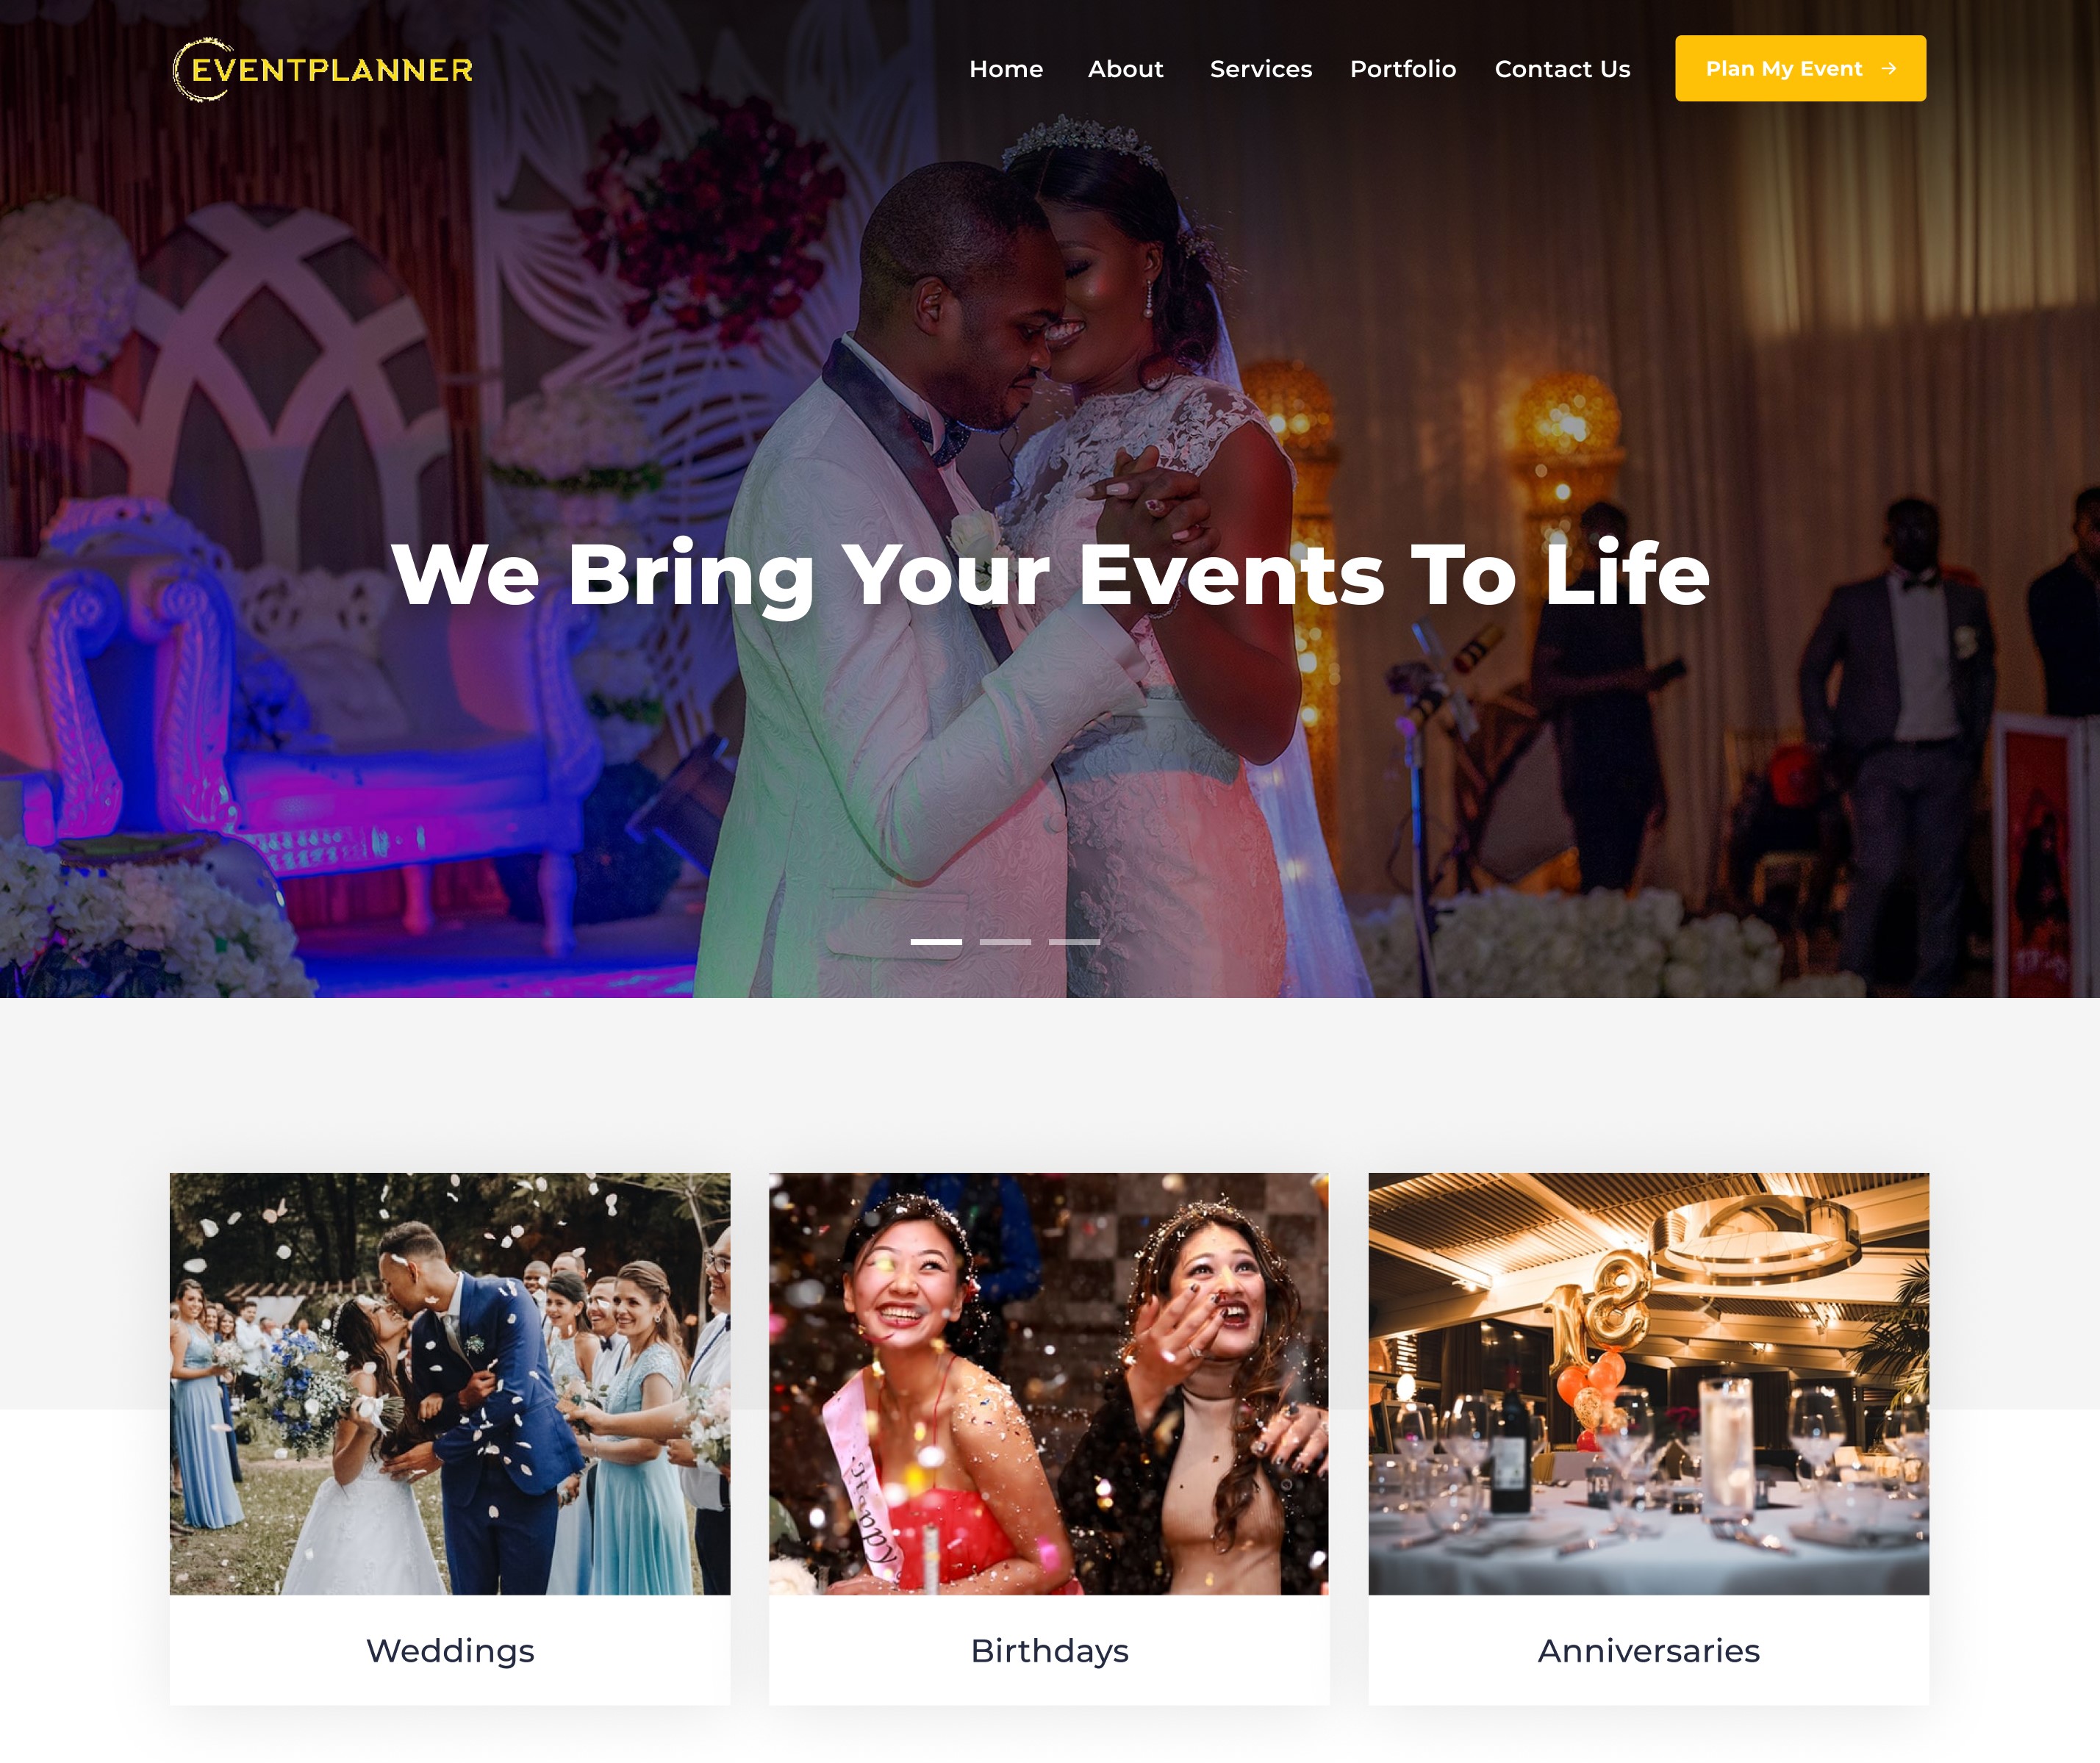 EVENTPLANNER
Home About Services Portfolio Contact Us Plan My Event →
We Bring Your Events To Life
18
Happy
Weddings
Birthdays
Anniversaries